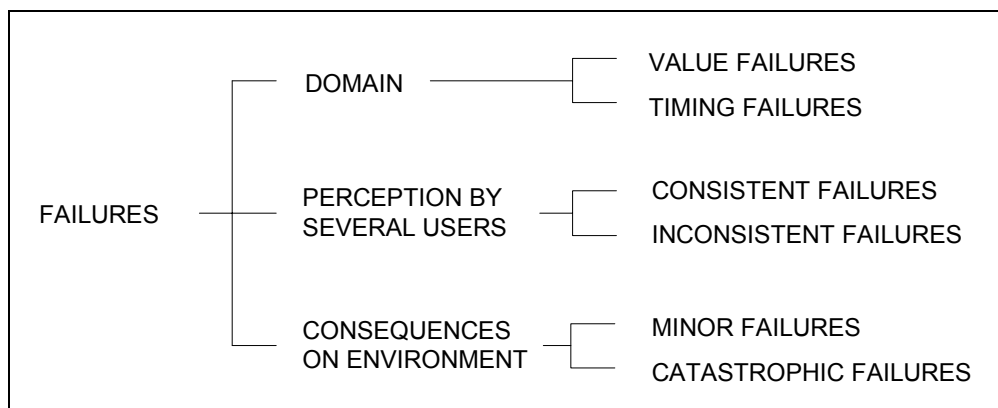 FAILURES
DOMAIN
VALUE FAILURES
TIMING FAILURES
PERCEPTION BY
SEVERAL USERS
CONSISTENT FAILURES
INCONSISTENT FAILURES
CONSEQUENCES
ON ENVIRONMENT
MINOR FAILURES
CATASTROPHIC FAILURES